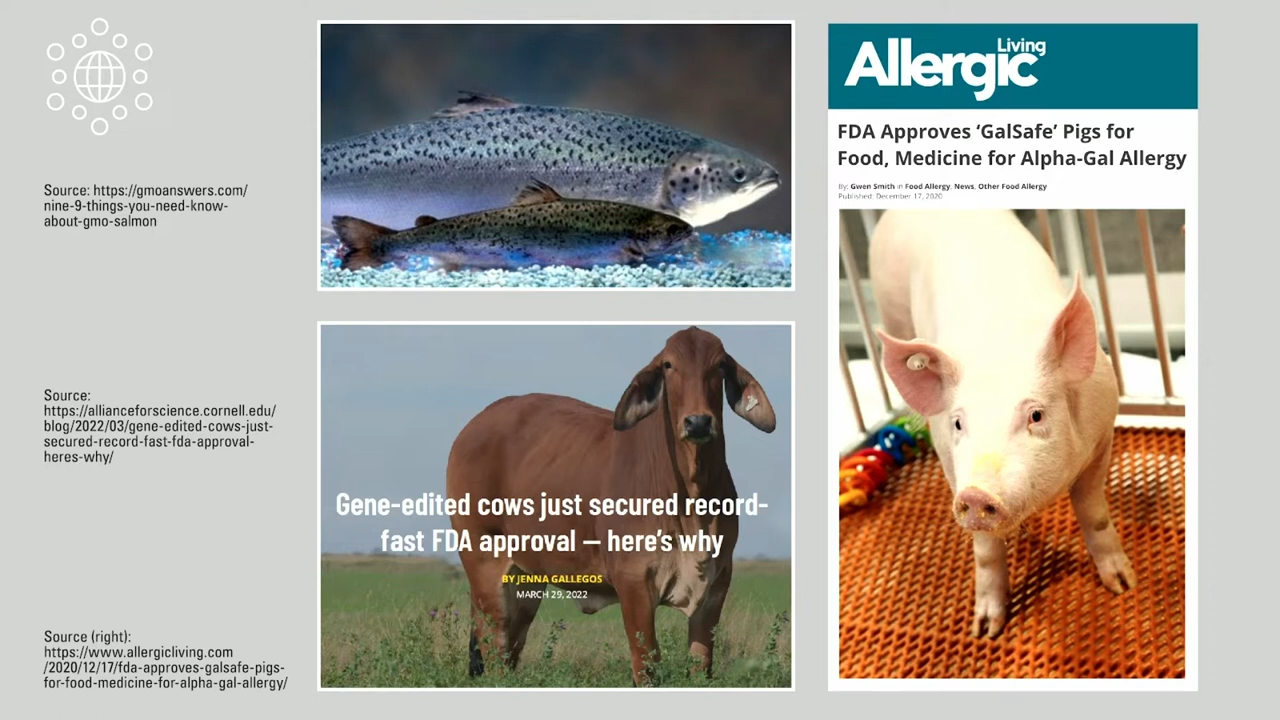 Source: https://gmoanswers.com/
nine-9-things-you-need-know-
about-gmo-salmon
Source:
https://allianceforscience.cornell.edu/
blog/2022/03/gene-edited-cows-just-
secured-record-fast-fda-approval-
heres-why/
Source (right):
https://www.allergicliving.com
/2020/12/17/fda-approves-galsafe-pigs-
for-food-medicine-for-alpha-gal-allergy/
Gene-edited cows just secured record-
fast FDA approval — here's why
BY JENNA GALLEGOS
MARCH 29, 2022
Allergic Living
FDA Approves ‘GalSafe’ Pigs for
Food, Medicine for Alpha-Gal Allergy
By: Gwen Smith in Food Allergy, News, Other Food Allergy
Published: December 17, 2020